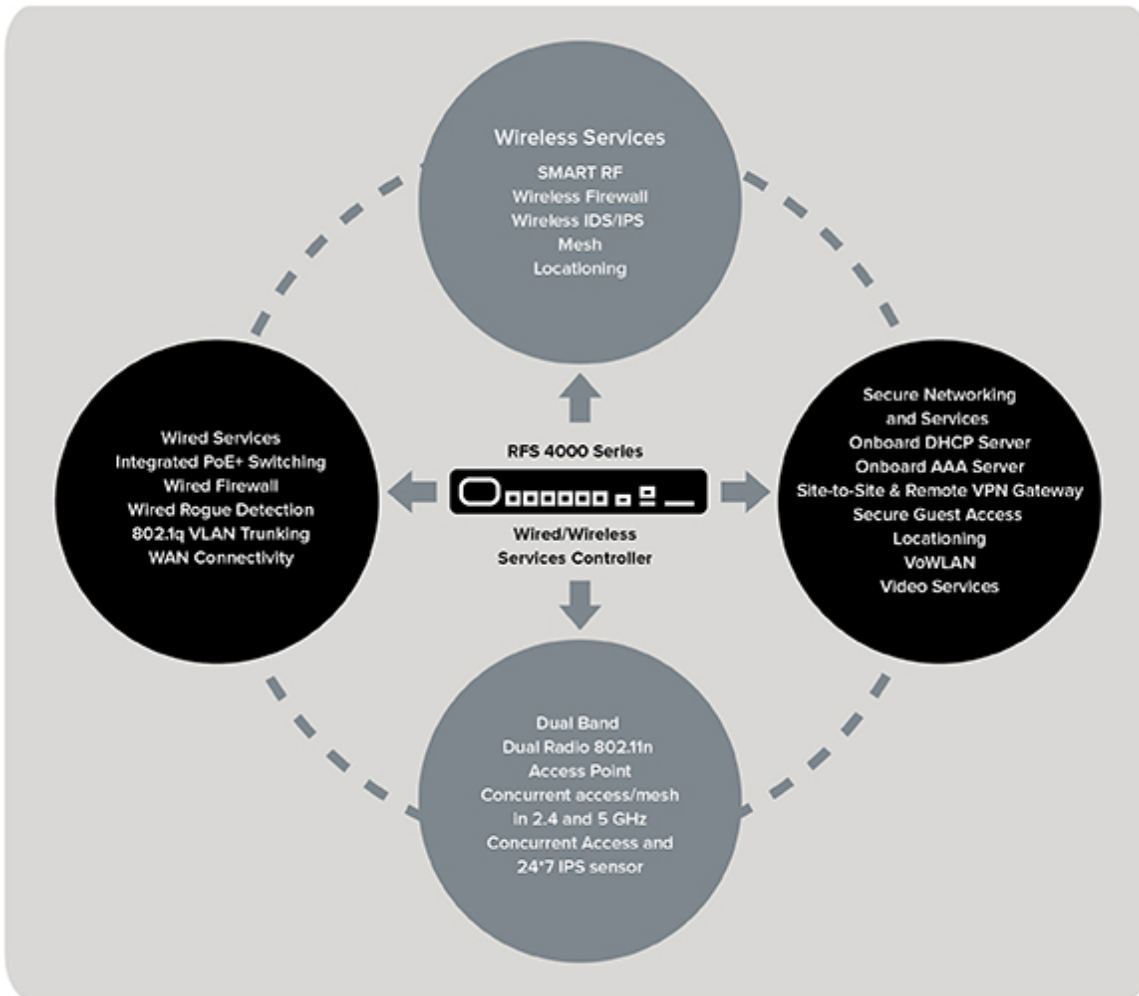 Wireless Services
SMART RF
Wireless Firewall
Wireless IDS/IPS
Mesh
Locationing
Wired Services
Integrated PoE+ Switching
Wired Firewall
Wired Rogue Detection
802.1q VLAN Trunking
WAN Connectivity
RFS 4000 Series
Wired/Wireless
Services Controller
Secure Networking
and Services
Onboard DHCP Server
Onboard AAA Server
Site-to-Site & Remote VPN Gateway
Secure Guest Access
Locationing
VoWLAN
Video Services
Dual Band
Dual Radio 802.11n
Access Point
Concurrent access/mesh
in 2.4 and 5 GHz
Concurrent Access and
24*7 IPS sensor